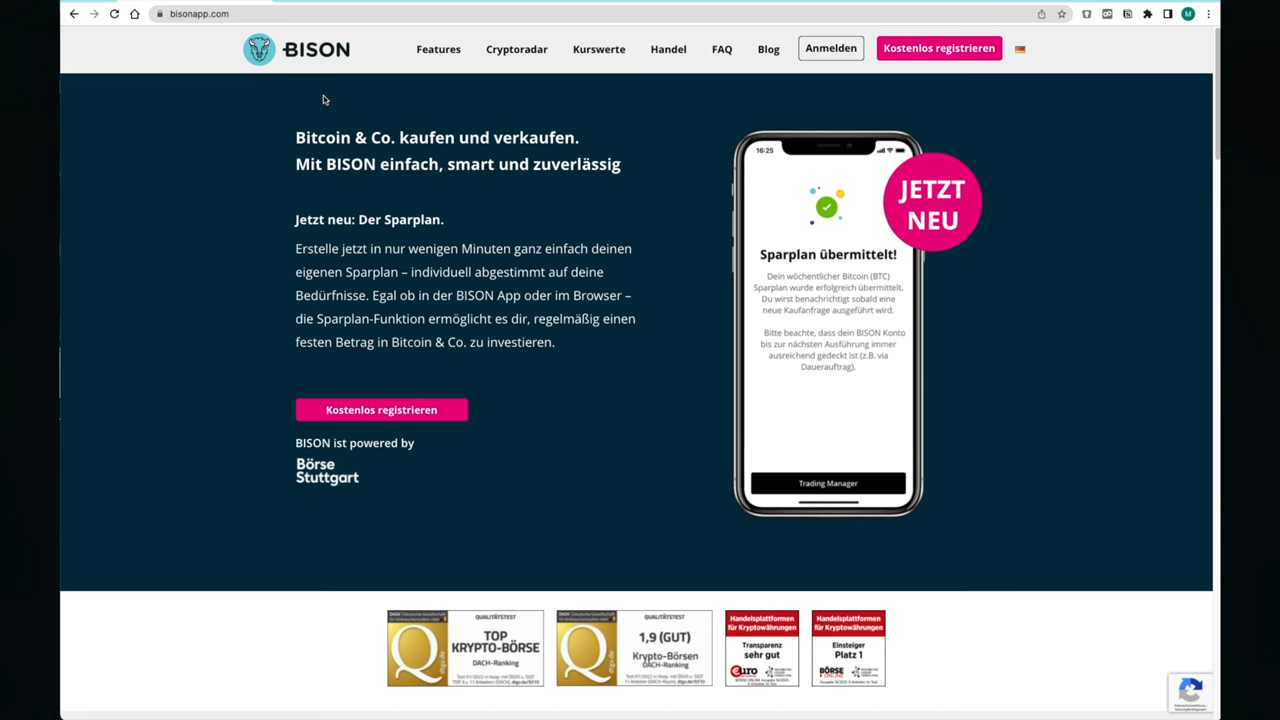 bisonapp.com
M
BISON
Features
Cryptoradar
Kurswerte
Handel
FAQ
Blog
Anmelden
Kostenlos registrieren
Bitcoin & Co. kaufen und verkaufen.
Mit BISON einfach, smart und zuverlässig
Jetzt neu: Der Sparplan.
Erstelle jetzt in nur wenigen Minuten ganz einfach deinen
eigenen Sparplan – individuell abgestimmt auf deine
Bedürfnisse. Egal ob in der BISON App oder im Browser –
die Sparplan-Funktion ermöglicht es dir, regelmäßig einen
festen Betrag in Bitcoin & Co. zu investieren.
Kostenlos registrieren
BISON ist powered by
Börse
Stuttgart
16:25
JETZT
NEU
Sparplan übermittelt!
Dein wöchentlicher Bitcoin (BTC)
Sparplan wurde erfolgreich übermittelt.
Du wirst benachrichtigt sobald eine
neue Kaufanfrage ausgeführt wird.
Bitte beachte, dass dein BISON Konto
bis zur nächsten Ausführung immer
ausreichend gedeckt ist (z.B. via
Dauerauftrag).
Trading Manager
QUALITÄTSTEST
TOP
KRYPTO-BÖRSE
DACH-Ranking
QUALITÄTSTEST
1,9 (GUT)
Krypto-Börsen
DACH-Ranking
Handelsplattformen
für Kryptowährungen
Transparenz
sehr gut
€uro
Handelsplattformen
für Kryptowährungen
Einsteiger
Platz 1
BÖRSE
ONLINE